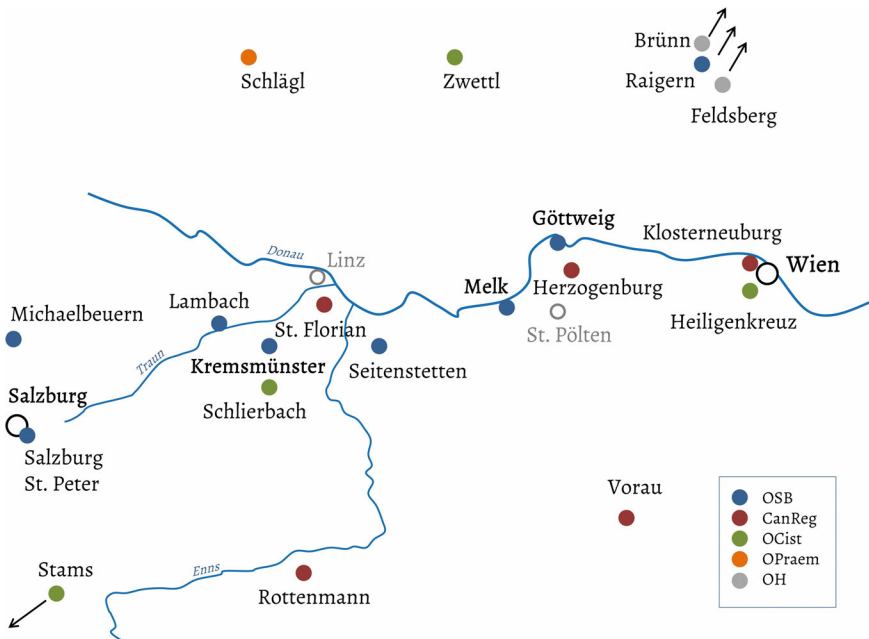 Brünn
Schlägl
Zwettl
Raigern
Feldsberg
Göttweig
Klosterneuburg
Donau
Linz
Wien
Melk
Herzogenburg
Lambach
Michaelbeuern
St. Florian
St. Pölten
Heiligenkreuz
Traun
Kremsmünster
Seitenstetten
Salzburg
Schlierbach
Salzburg
St. Peter
Vorau
OSB
CanReg
OCist
OPraem
OH
Stams
Enns
Rottenmann